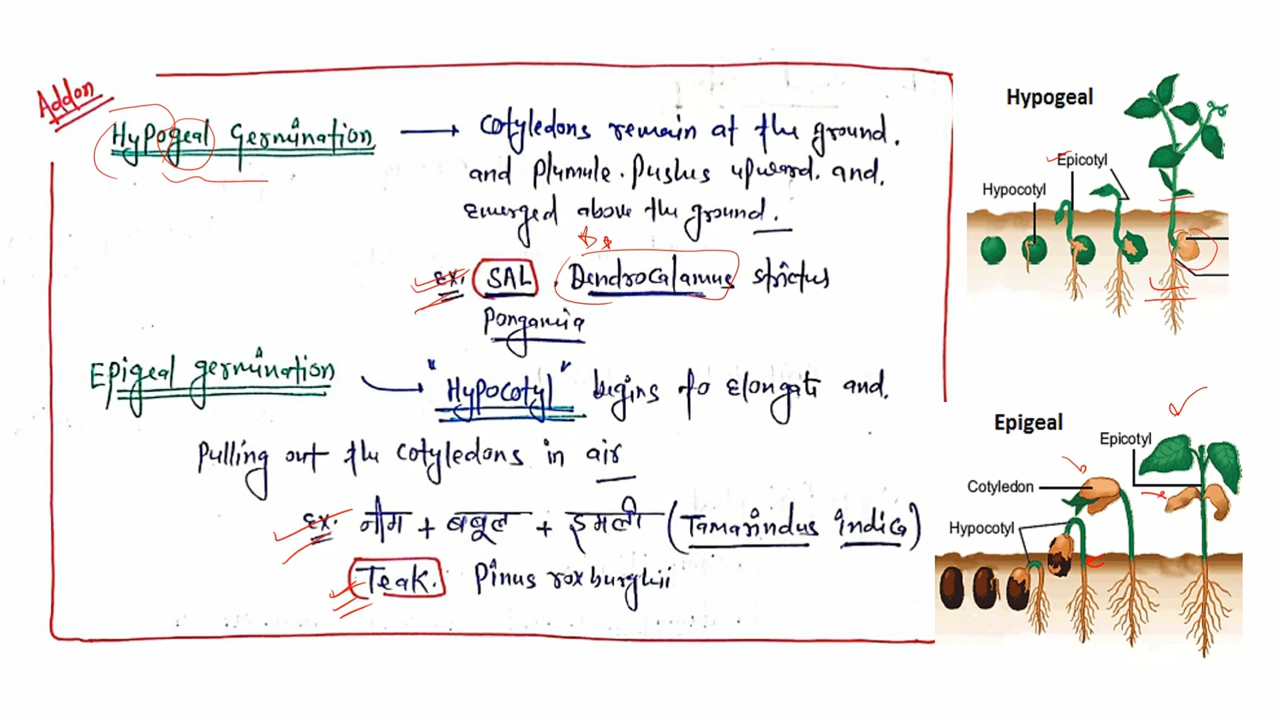 Addon
Hypogeal Germination → cotyledons remain at the ground.
and plumule. Pushes upward. and.
emerged above the ground.
Ex. SAL, Dendrocalamus strictus
Pongamia
Epigeal germination → "Hypocotyl" begins to elongate and.
Pulling out the cotyledons in air
Ex. नीम + बबूल + इमली (Tamarindus indica)
Teak. Pinus roxburghii
Hypogeal
Epicotyl
Hypocotyl
Epigeal
Epicotyl
Cotyledon
Hypocotyl